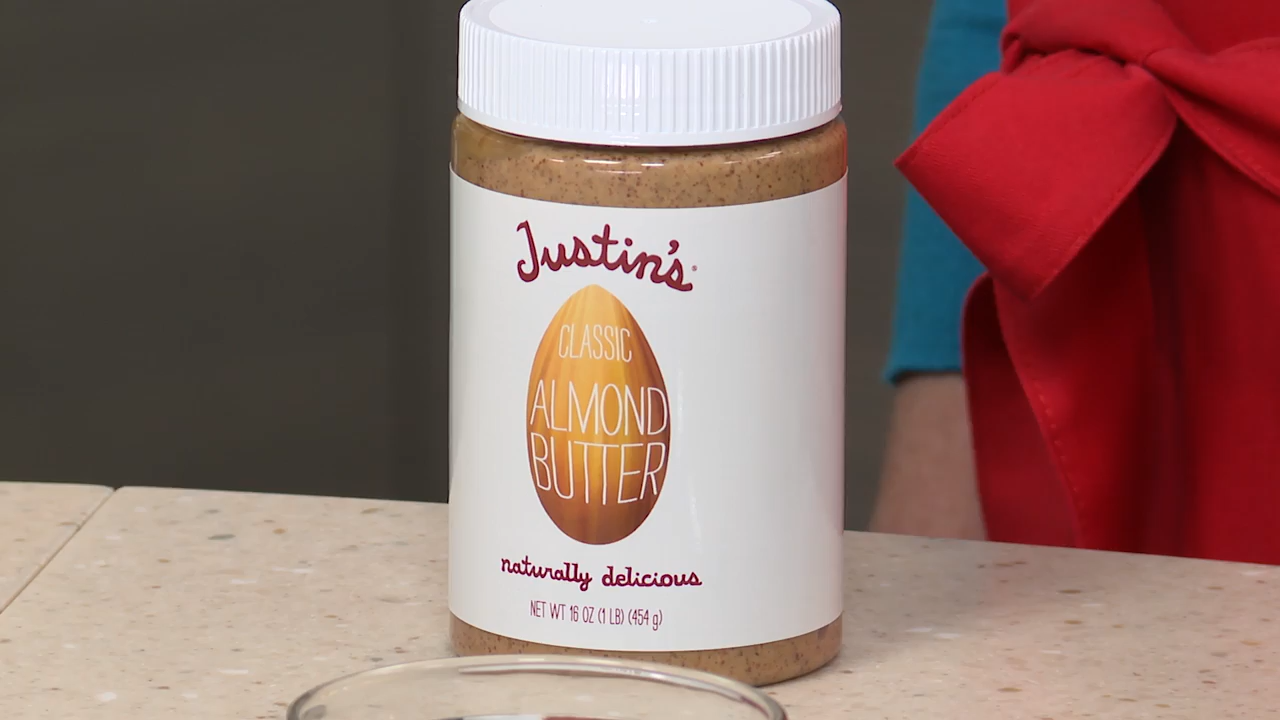 Justin's®
CLASSIC
ALMOND
BUTTER
naturally delicious
NET WT 16 OZ (1 LB) (454 g)